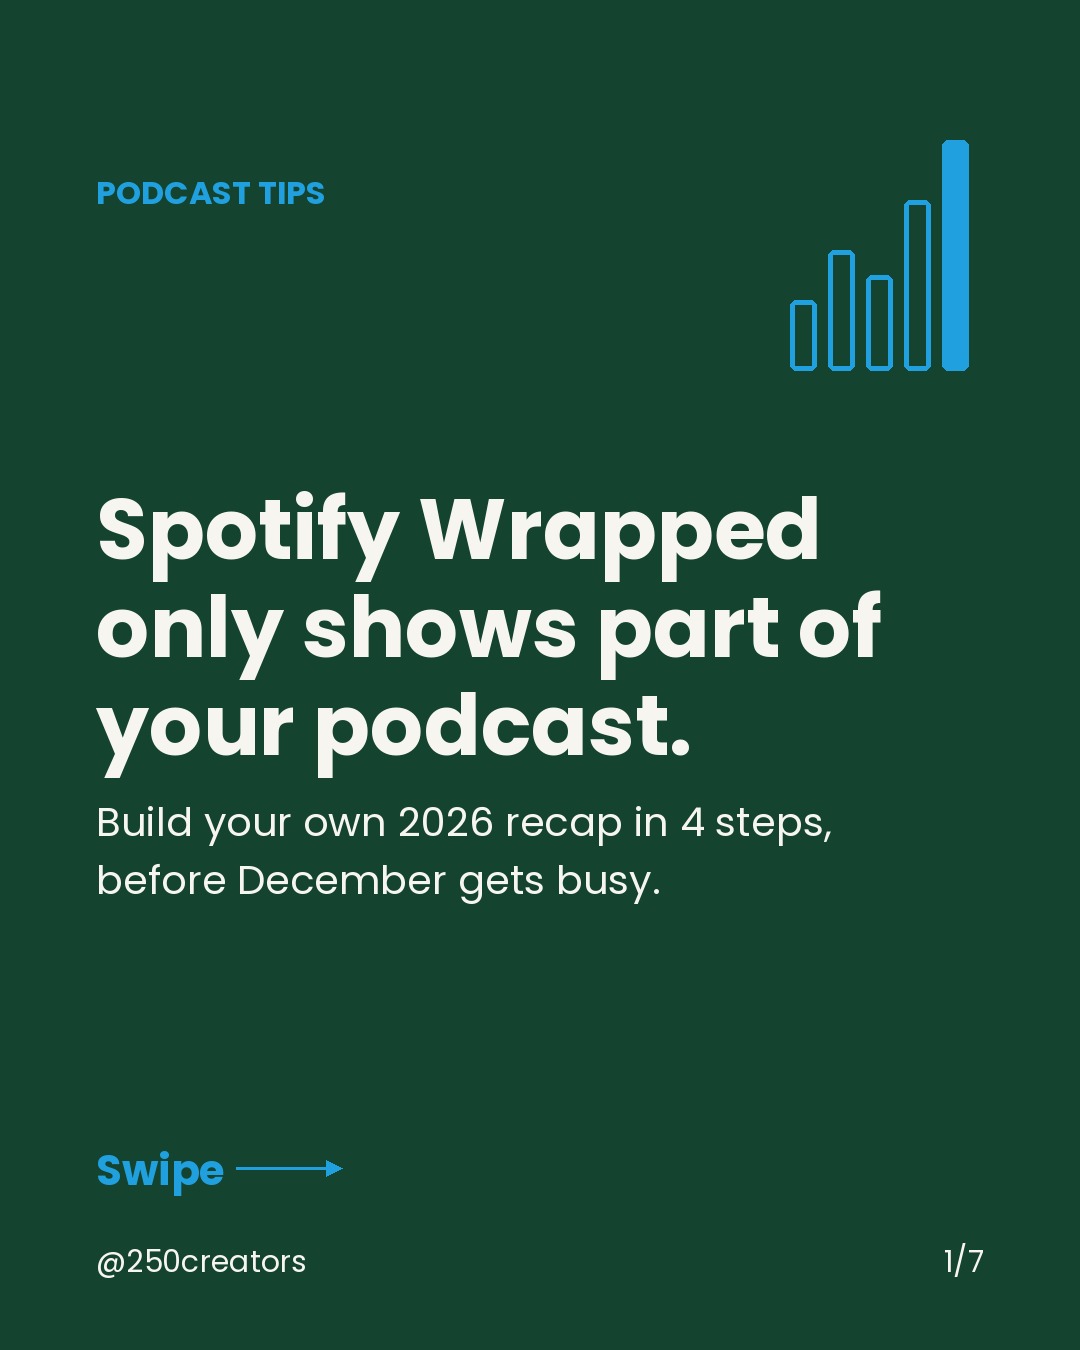 PODCAST TIPS
Spotify Wrapped
only shows part of
your podcast.
Build your own 2026 recap in 4 steps,
before December gets busy.
Swipe
@250creators
1/7